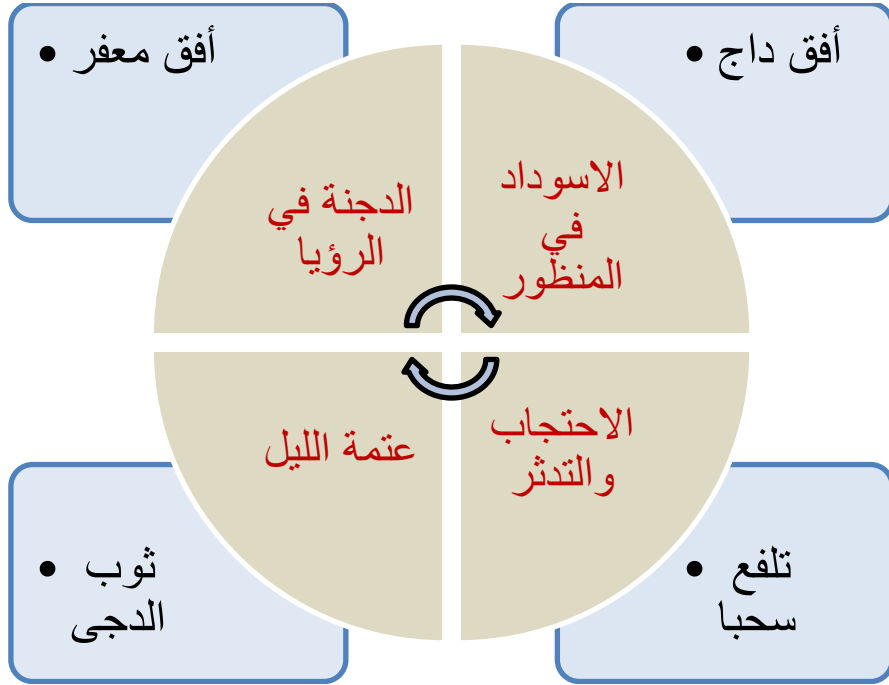 أفق داج
أفق معفر
الاسوداد
في
المنظور
الدجنة في
الرؤيا
الاحتجاب
والتدثر
عتمة الليل
تلفع
سحبا
ثوب
الدجى